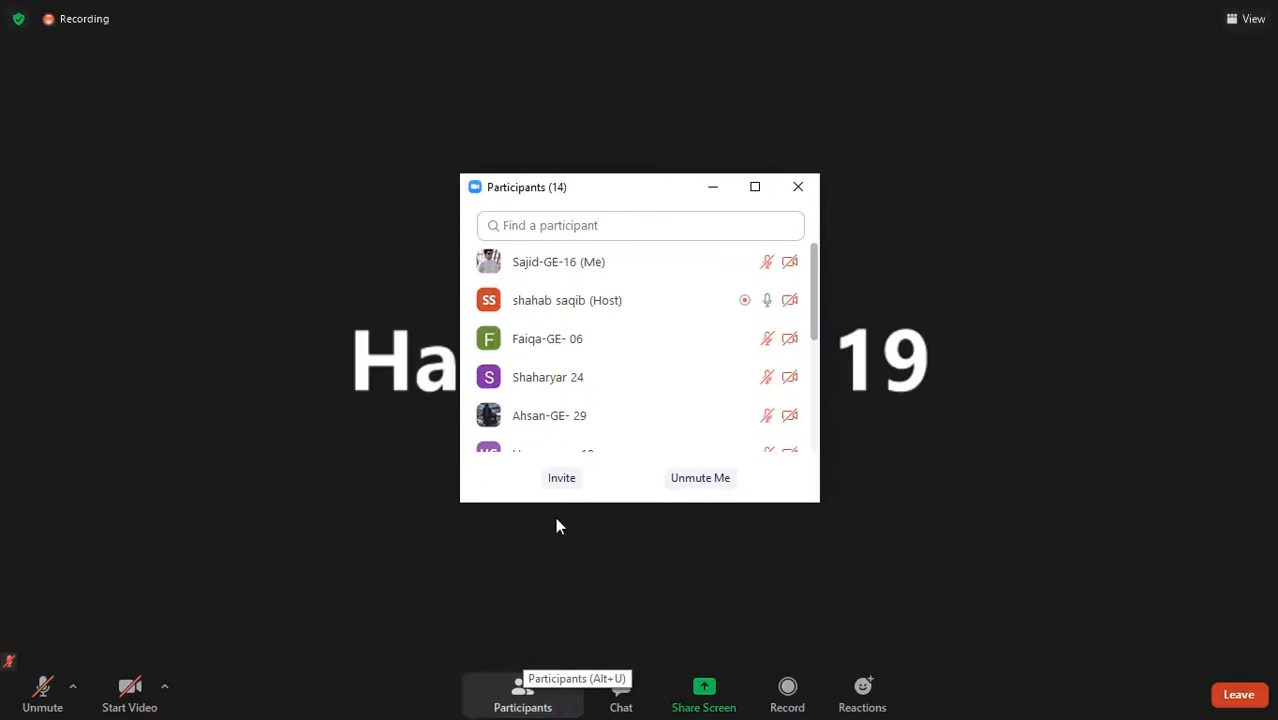 Recording
View
Participants (14)
Find a participant
Sajid-GE-16 (Me)
SS
shahab saqib (Host)
F
Faiqa-GE- 06
S
Shaharyar 24
Ahsan-GE- 29
Ha 19
Invite
Unmute Me
Participants (Alt+U)
Unmute
Start Video
Participants
Chat
Share Screen
Record
Reactions
Leave